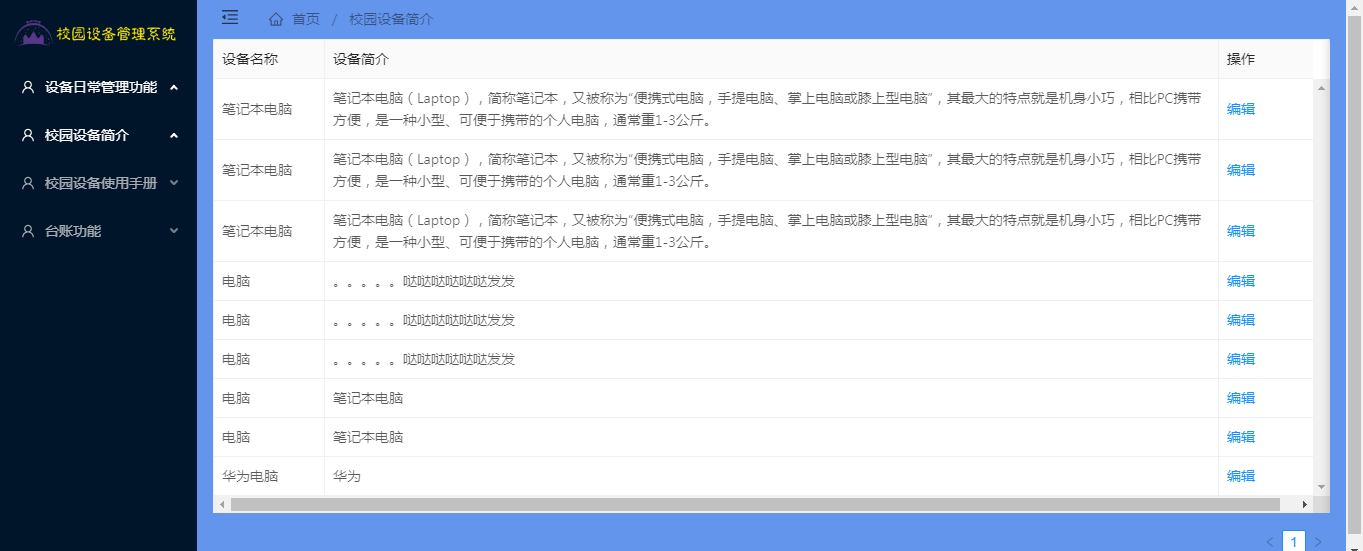 校园设备管理系统
设备日常管理功能
校园设备简介
校园设备使用手册
台账功能
首页 / 校园设备简介
设备名称 设备简介 操作
笔记本电脑 笔记本电脑（Laptop），简称笔记本，又被称为“便携式电脑，手提电脑、掌上电脑或膝上型电脑”，其最大的特点就是机身小巧，相比PC携带 编辑
方便，是一种小型、可便于携带的个人电脑，通常重1-3公斤。
笔记本电脑 笔记本电脑（Laptop），简称笔记本，又被称为“便携式电脑，手提电脑、掌上电脑或膝上型电脑”，其最大的特点就是机身小巧，相比PC携带 编辑
方便，是一种小型、可便于携带的个人电脑，通常重1-3公斤。
笔记本电脑 笔记本电脑（Laptop），简称笔记本，又被称为“便携式电脑，手提电脑、掌上电脑或膝上型电脑”，其最大的特点就是机身小巧，相比PC携带 编辑
方便，是一种小型、可便于携带的个人电脑，通常重1-3公斤。
电脑 。。。。。哒哒哒哒哒哒发发 编辑
电脑 。。。。。哒哒哒哒哒哒发发 编辑
电脑 。。。。。哒哒哒哒哒哒发发 编辑
电脑 笔记本电脑 编辑
电脑 笔记本电脑 编辑
华为电脑 华为 编辑
1